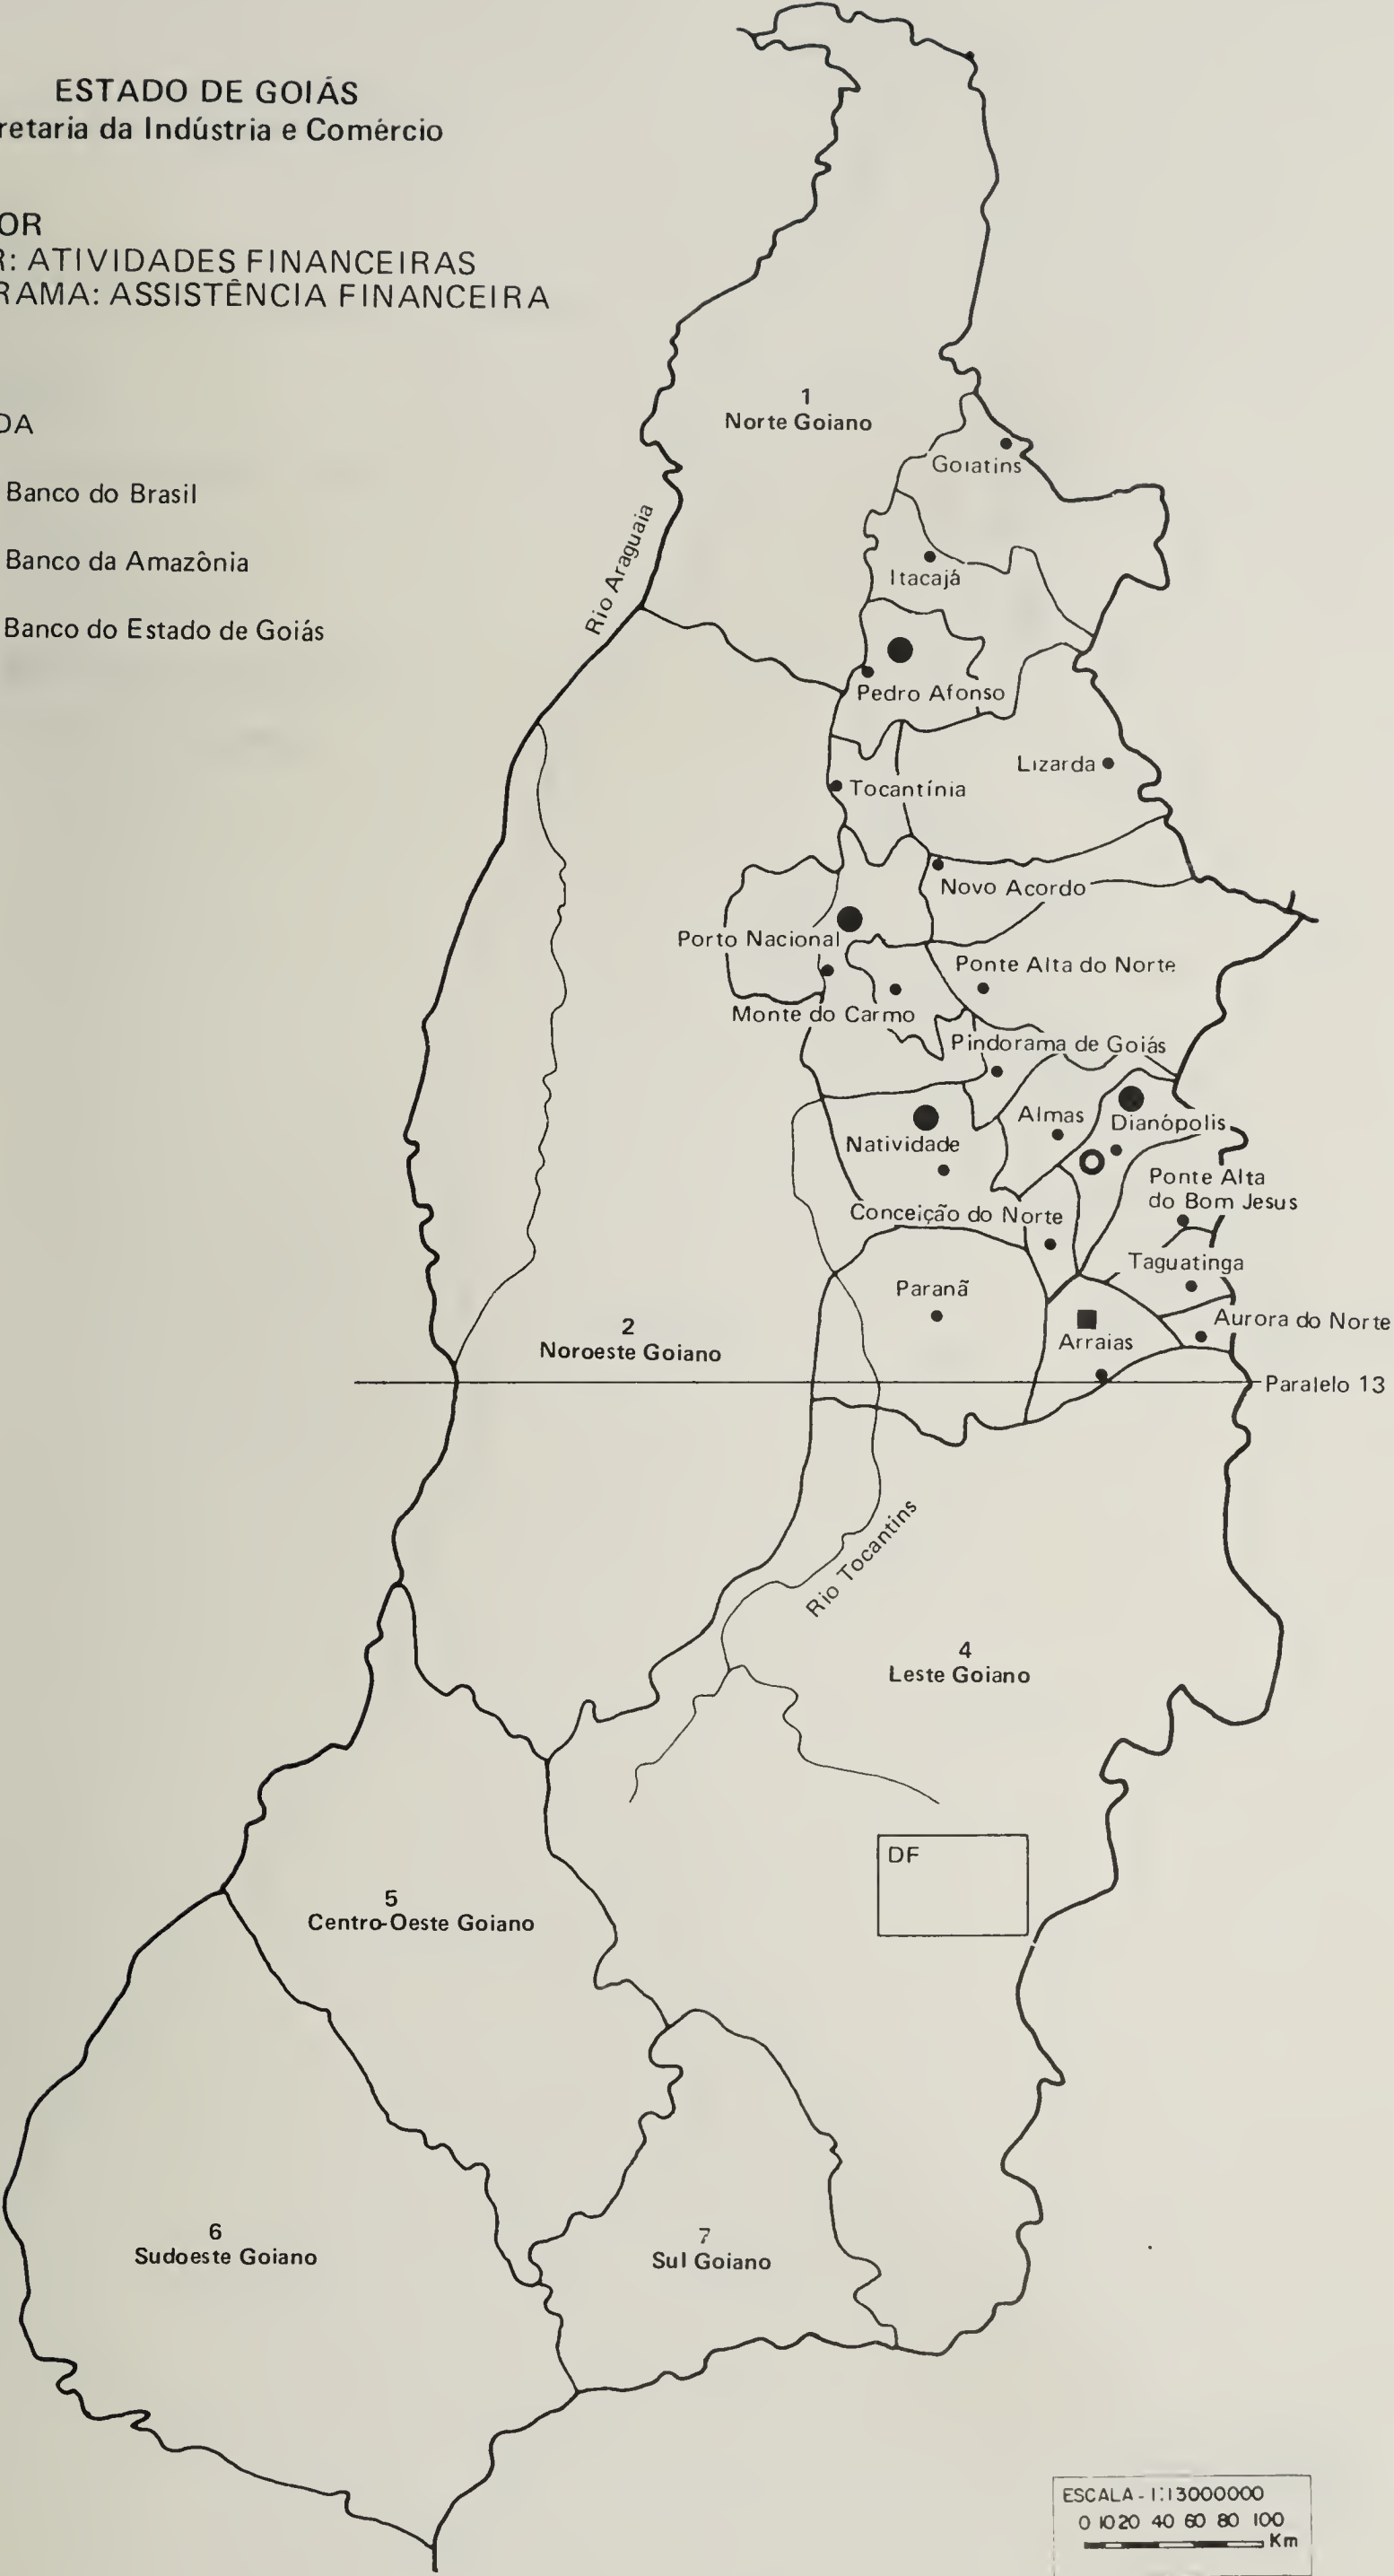 ESTADO DE GOIÁS
retaria da Indústria e Comércio
OR
R: ATIVIDADES FINANCEIRAS
RAMA: ASSISTÊNCIA FINANCEIRA
DA
Banco do Brasil
Banco da Amazônia
Banco do Estado de Goiás
1
Norte Goiano
Goiatins
Rio Araguaia
Itacajá
Pedro Afonso
Lizarda
Tocantínia
Novo Acordo
Porto Nacional
Ponte Alta do Norte
Monte do Carmo
Pindorama de Goiás
Almas
Dianópolis
Natividade
Ponte Alta
do Bom Jesus
Conceição do Norte
Taguatinga
Paranã
Aurora do Norte
2
Noroeste Goiano
Arraias
Paralelo 13
Rio Tocantins
4
Leste Goiano
DF
5
Centro-Oeste Goiano
6
Sudoeste Goiano
7
Sul Goiano
ESCALA - 1:13000000
0 10 20 40 60 80 100
Km